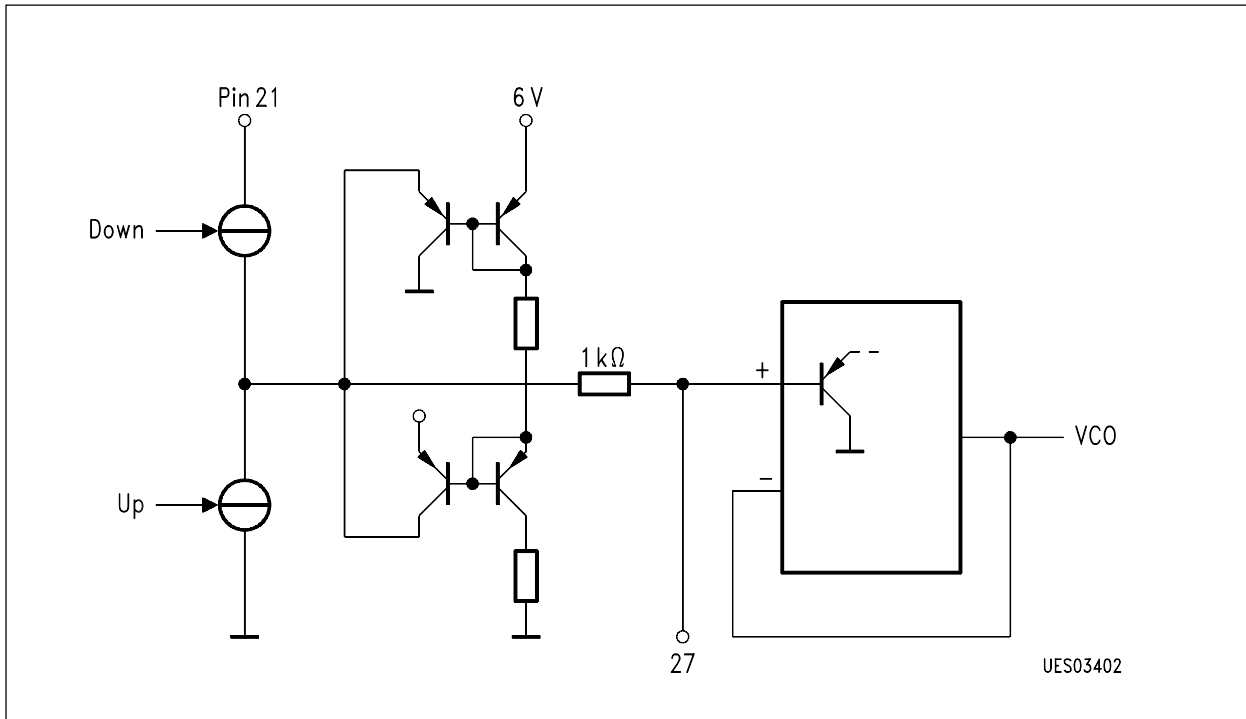 Pin 21
6 V
Down
1 kΩ
+
Up
-
VCO
27
UES03402